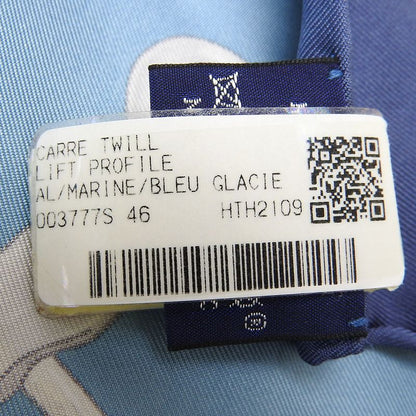 CARRE TWILL
LIFT PROFILE
AL/MARINE/BLEU GLACIE
003777S 46 HTH2109
®